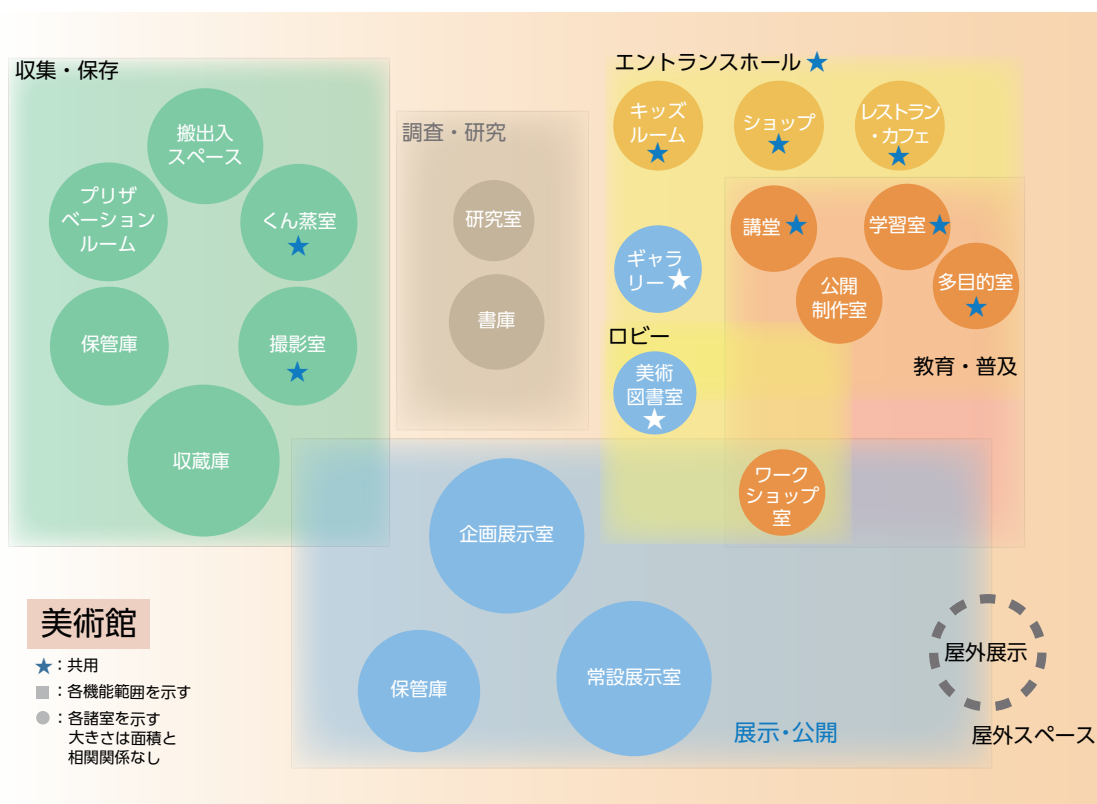 収集・保存
搬出入
スペース
プリザ
ベーション
ルーム
くん蒸室
★
保管庫
撮影室
★
収蔵庫
調査・研究
研究室
書庫
エントランスホール ★
キッズ
ルーム
★
ショップ
★
レストラン
・カフェ
★
講堂 ★
学習室 ★
ギャラ
リー ★
公開
制作室
多目的室
★
ロビー
美術
図書室
★
教育・普及
ワーク
ショップ
室
企画展示室
保管庫
常設展示室
展示・公開
屋外展示
屋外スペース
美術館
★：共用
■：各機能範囲を示す
●：各諸室を示す
大きさは面積と
相関関係なし